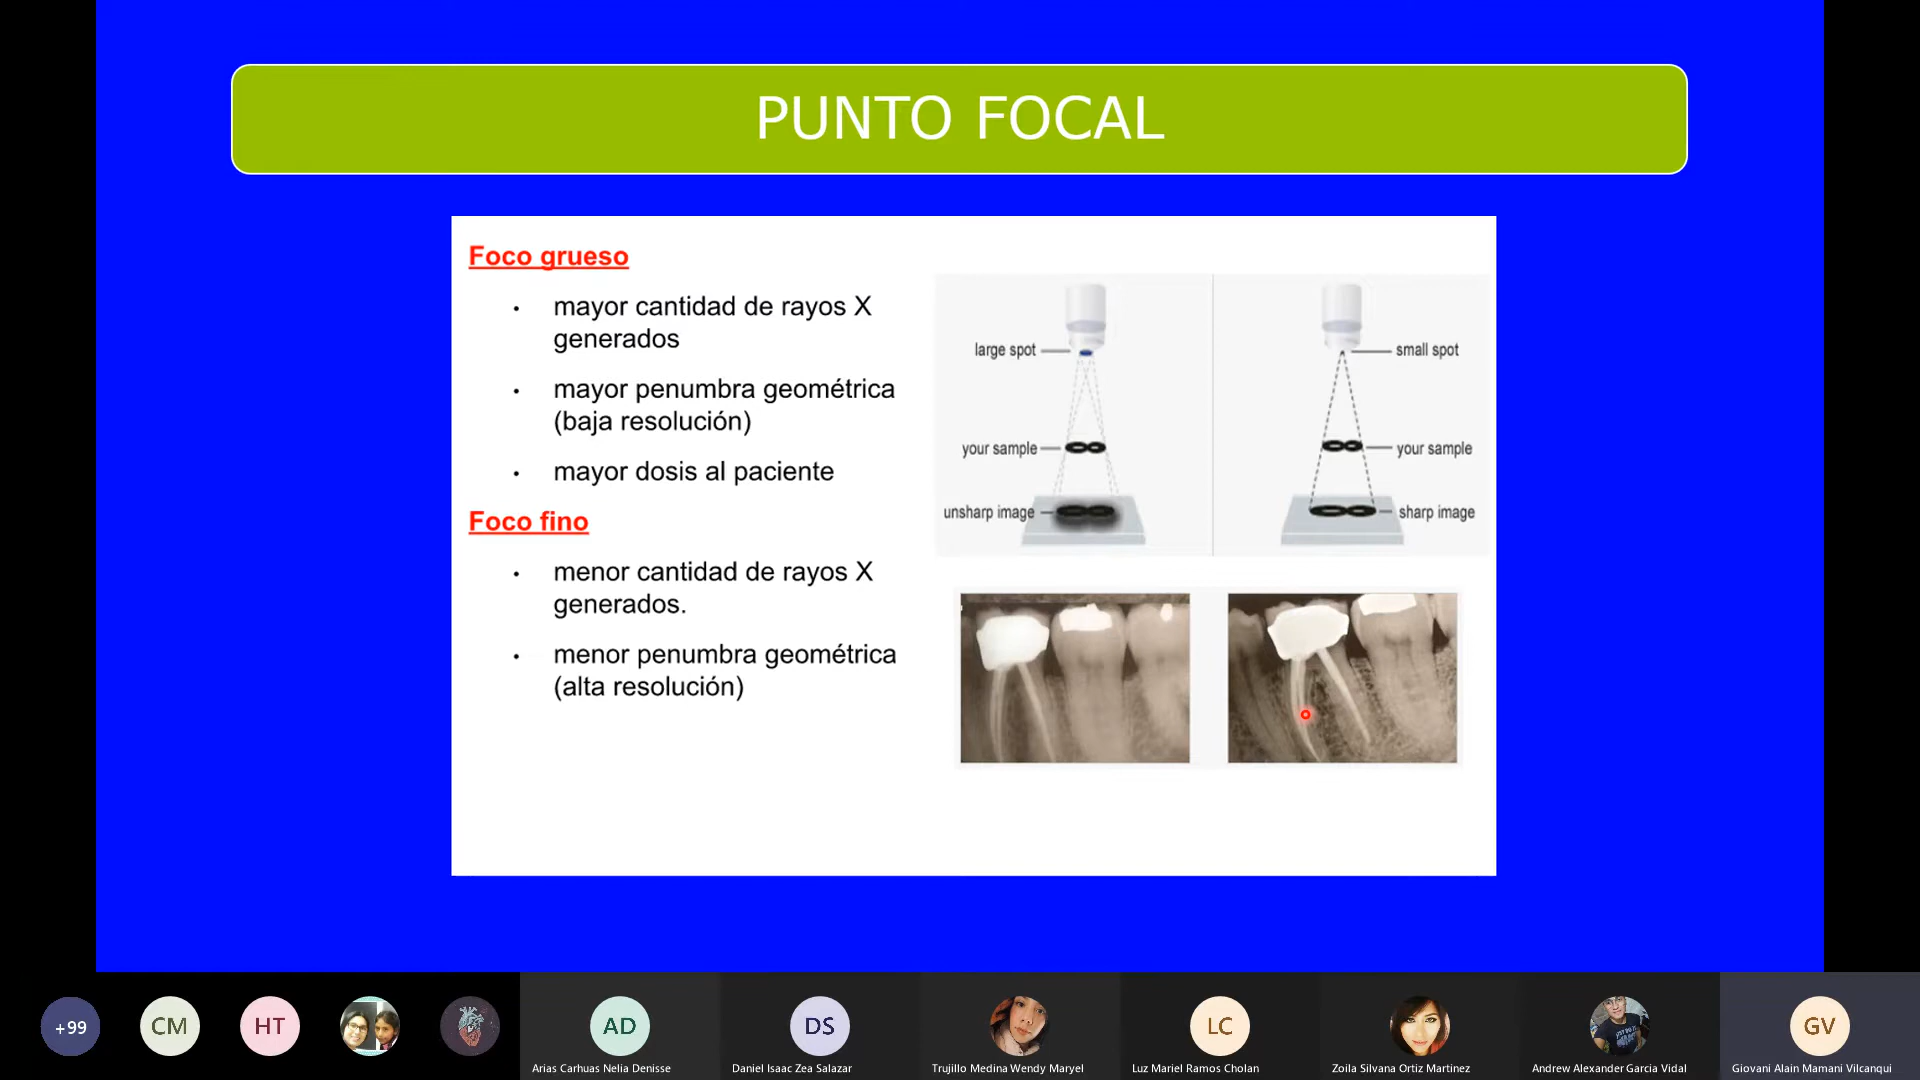 PUNTO FOCAL
Foco grueso
• mayor cantidad de rayos X
generados
• mayor penumbra geométrica
(baja resolución)
• mayor dosis al paciente
Foco fino
• menor cantidad de rayos X
generados.
• menor penumbra geométrica
(alta resolución)
large spot
your sample
unsharp image
small spot
your sample
sharp image
+99
CM
HT
AD
DS
LC
GV
Arias Carhuas Nelia Denisse
Daniel Isaac Zea Salazar
Trujillo Medina Wendy Maryel
Luz Mariel Ramos Cholan
Zoila Silvana Ortiz Martinez
Andrew Alexander Garcia Vidal
Giovani Alain Mamani Vilcanqui